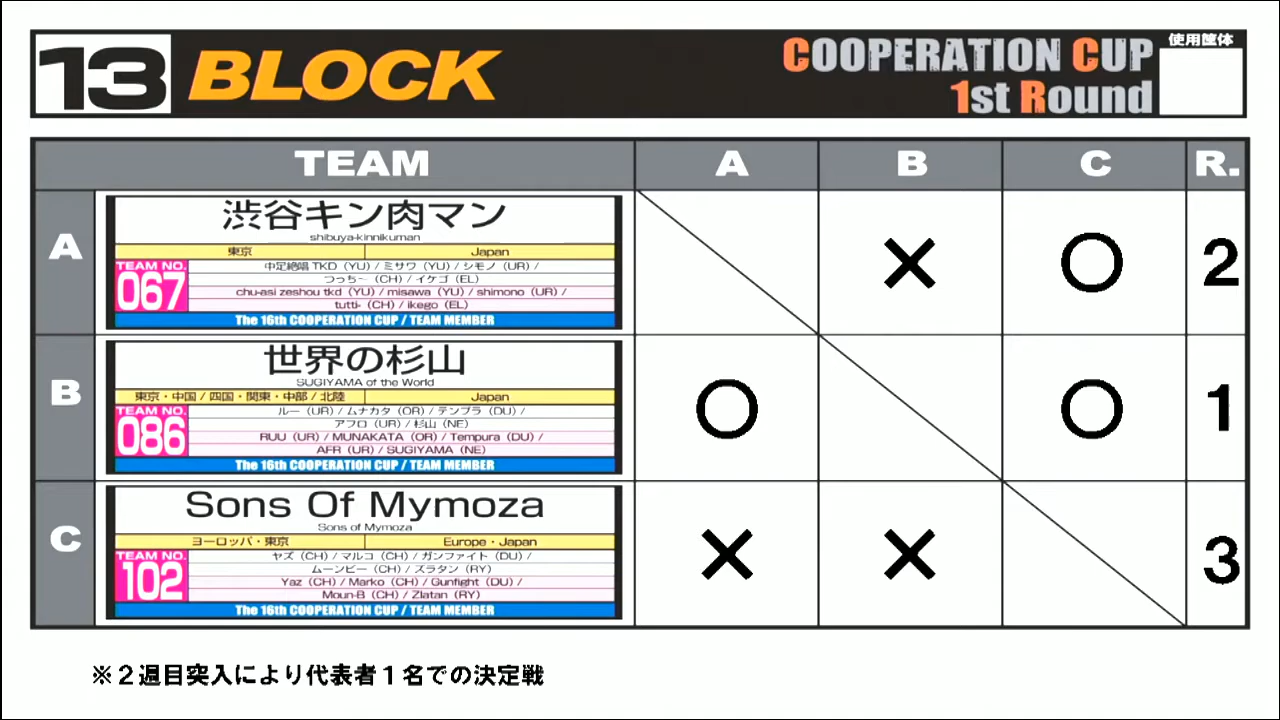 13 BLOCK
COOPERATION CUP
1st Round
使用筐体
TEAM A B C R.
A
渋谷キン肉マン
shibuya-kinnikuman
東京 Japan
TEAM NO.
067
中足絶唱 TKD (YU) / ミサワ (YU) / シモノ (UR) /
つっち~ (CH) / イケゴ (EL)
chu-asi zeshou tkd (YU) / misawa (YU) / shimono (UR) /
tutti- (CH) / ikego (EL)
The 16th COOPERATION CUP / TEAM MEMBER
× ○ 2
B
世界の杉山
SUGIYAMA of the World
東京・中国 / 四国・関東・中部 / 北陸 Japan
TEAM NO.
086
ルー (UR) / ムナカタ (OR) / テンプラ (DU) /
アフロ (UR) / 杉山 (NE)
RUU (UR) / MUNAKATA (OR) / Tempura (DU) /
AFR (UR) / SUGIYAMA (NE)
The 16th COOPERATION CUP / TEAM MEMBER
○ ○ 1
C
Sons Of Mymoza
Sons of Mymoza
ヨーロッパ・東京 Europe・Japan
TEAM NO.
102
ヤズ (CH) / マルコ (CH) / ガンファイト (DU) /
ムーンビー (CH) / ズラタン (RY)
Yaz (CH) / Marko (CH) / Gunfight (DU) /
Moun-B (CH) / Zlatan (RY)
The 16th COOPERATION CUP / TEAM MEMBER
× × 3
※2週目突入により代表者1名での決定戦